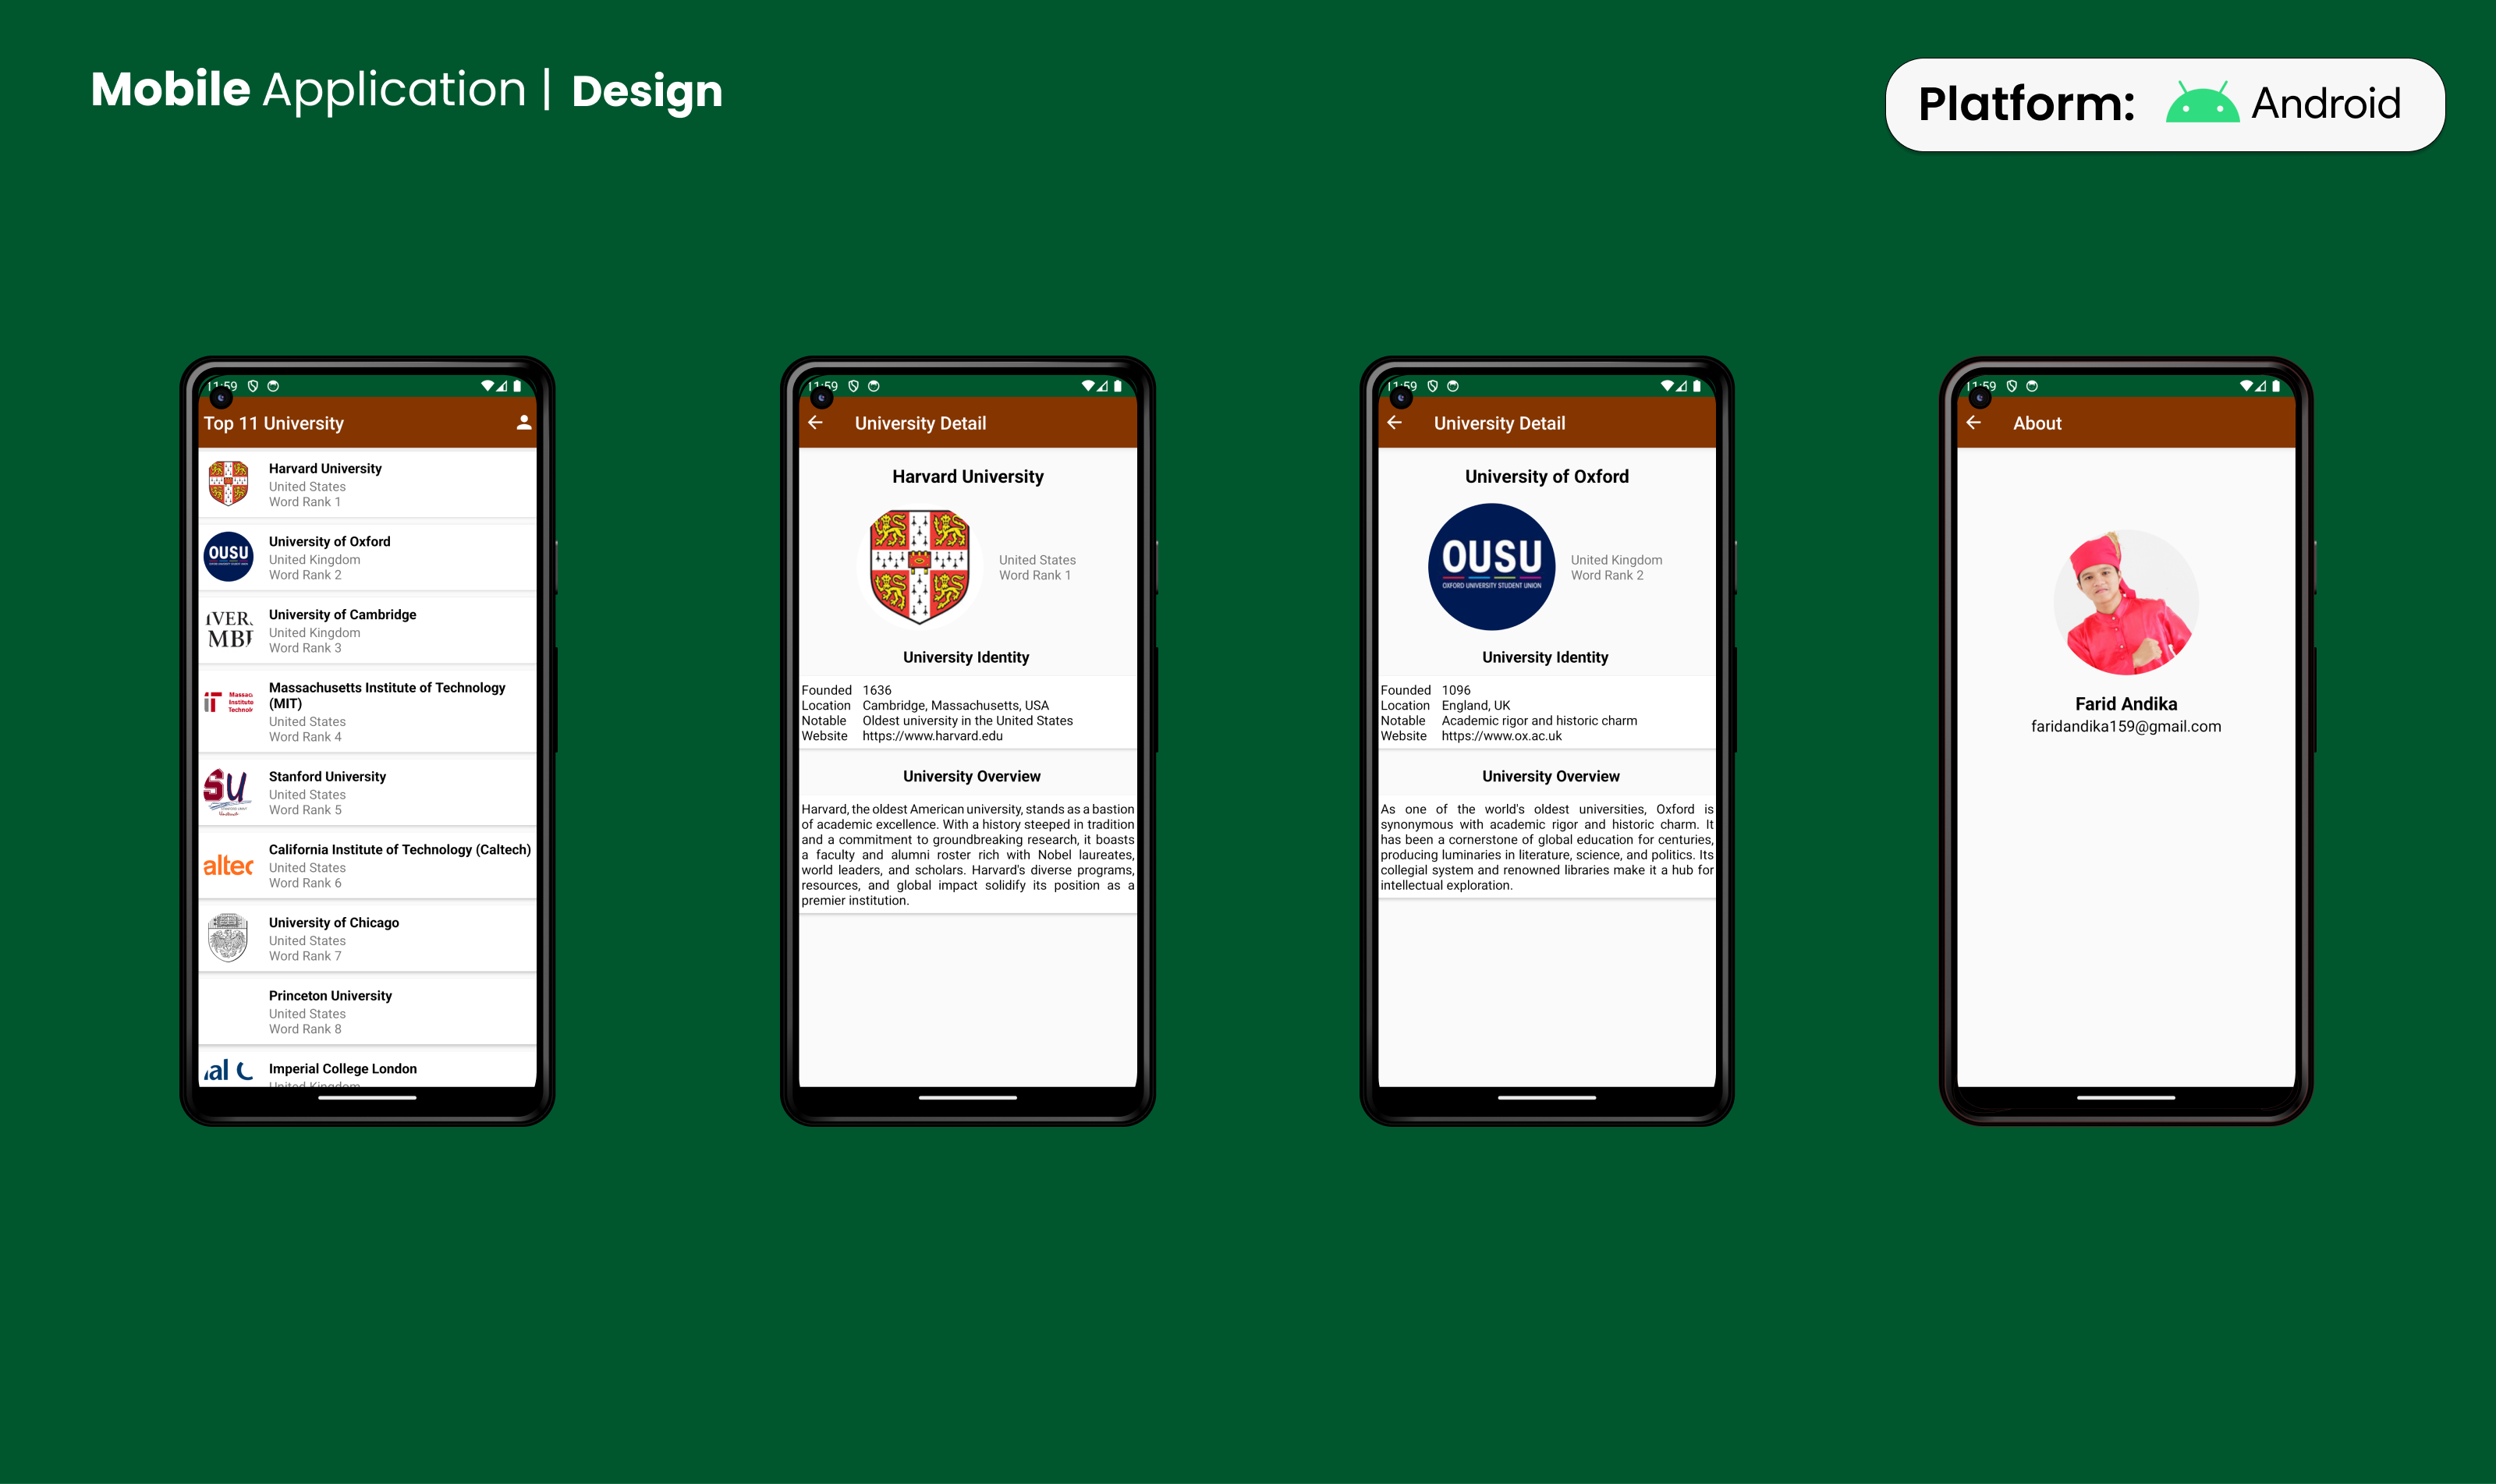 Mobile Application | Design
Platform: Android
11:59
Top 11 University
Harvard University
United States
Word Rank 1
OUSU
University of Oxford
United Kingdom
Word Rank 2
IVER
MBI
University of Cambridge
United Kingdom
Word Rank 3
Massac
Institute
Technol
Massachusetts Institute of Technology
(MIT)
United States
Word Rank 4
SU
Stanford University
United States
Word Rank 5
altec
California Institute of Technology (Caltech)
United States
Word Rank 6
University of Chicago
United States
Word Rank 7
Princeton University
United States
Word Rank 8
ial C
Imperial College London
United Kingdom
11:59
University Detail
Harvard University
United States
Word Rank 1
University Identity
Founded 1636
Location Cambridge, Massachusetts, USA
Notable Oldest university in the United States
Website https://www.harvard.edu
University Overview
Harvard, the oldest American university, stands as a bastion
of academic excellence. With a history steeped in tradition
and a commitment to groundbreaking research, it boasts
a faculty and alumni roster rich with Nobel laureates,
world leaders, and scholars. Harvard's diverse programs,
resources, and global impact solidify its position as a
premier institution.
11:59
University Detail
University of Oxford
OUSU
OXFORD UNIVERSITY STUDENT UNION
United Kingdom
Word Rank 2
University Identity
Founded 1096
Location England, UK
Notable Academic rigor and historic charm
Website https://www.ox.ac.uk
University Overview
As one of the world's oldest universities, Oxford is
synonymous with academic rigor and historic charm. It
has been a cornerstone of global education for centuries,
producing luminaries in literature, science, and politics. Its
collegial system and renowned libraries make it a hub for
intellectual exploration.
11:59
About
Farid Andika
faridandika159@gmail.com